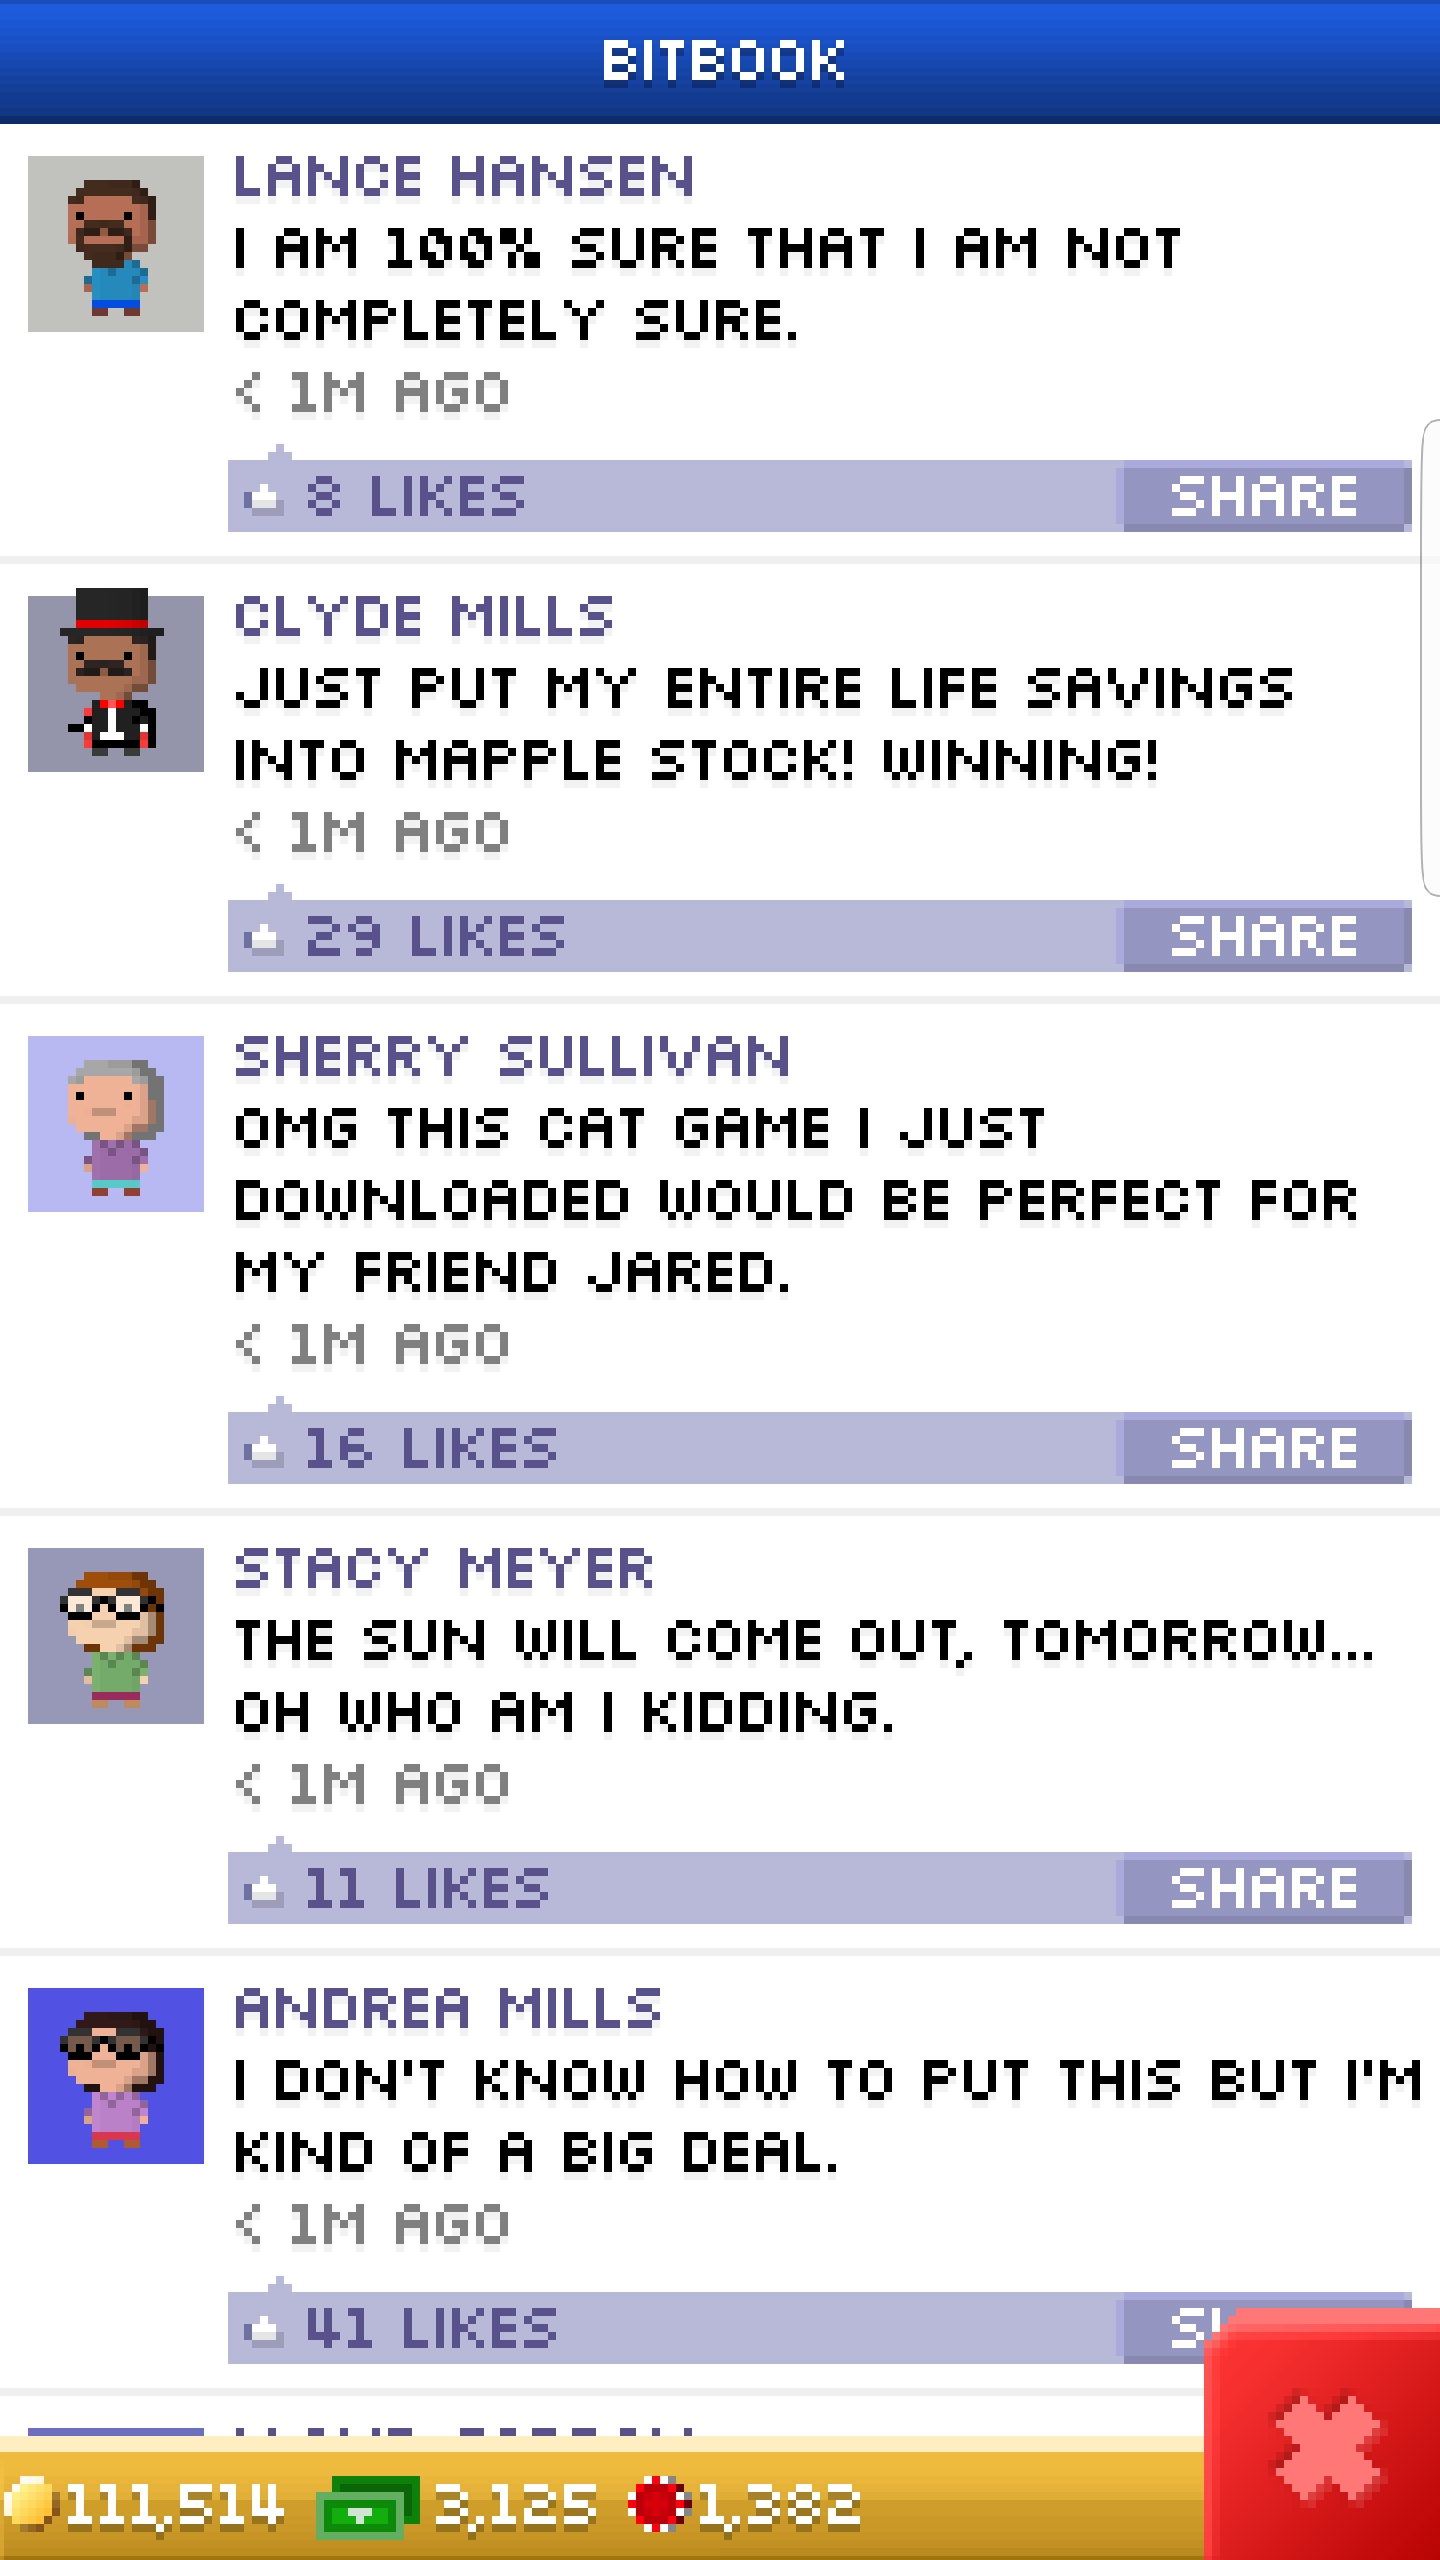 BITBOOK
LANCE HANSEN
I AM 100% SURE THAT I AM NOT
COMPLETELY SURE.
< 1M AGO
8 LIKES SHARE
CLYDE MILLS
JUST PUT MY ENTIRE LIFE SAVINGS
INTO MAPPLE STOCK! WINNING!
< 1M AGO
29 LIKES SHARE
SHERRY SULLIVAN
OMG THIS CAT GAME I JUST
DOWNLOADED WOULD BE PERFECT FOR
MY FRIEND JARED.
< 1M AGO
16 LIKES SHARE
STACY MEYER
THE SUN WILL COME OUT, TOMORROW...
OH WHO AM I KIDDING.
< 1M AGO
11 LIKES SHARE
ANDREA MILLS
I DON'T KNOW HOW TO PUT THIS BUT I'M
KIND OF A BIG DEAL.
< 1M AGO
41 LIKES
111,514 3,125 1,382